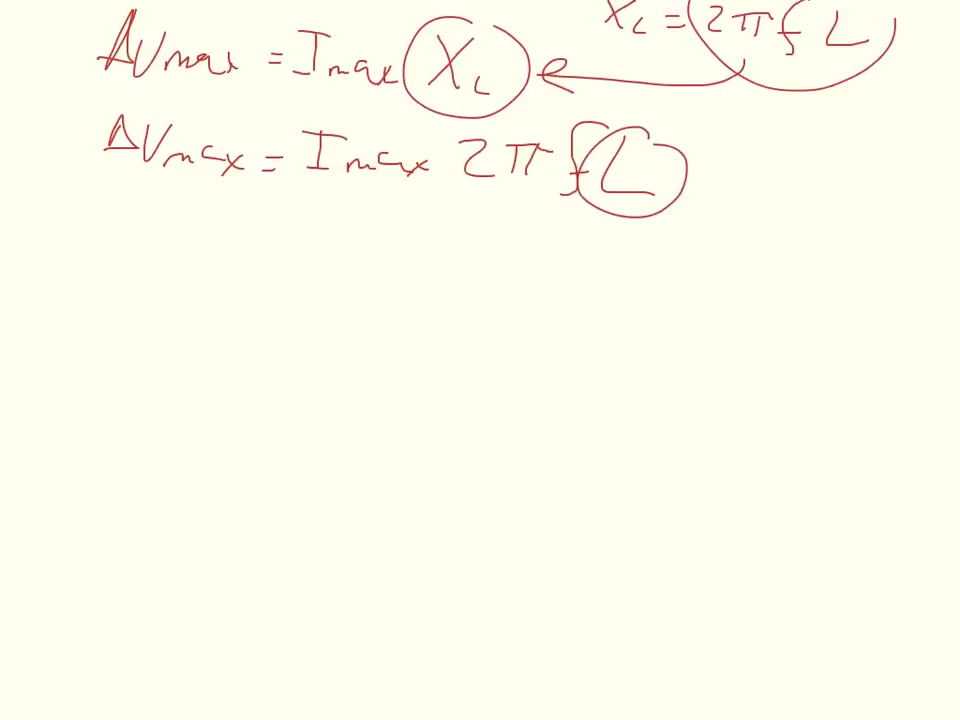 X_L = 2πfL
ΔVmax = Imax X_L
ΔVmax = Imax 2πfL